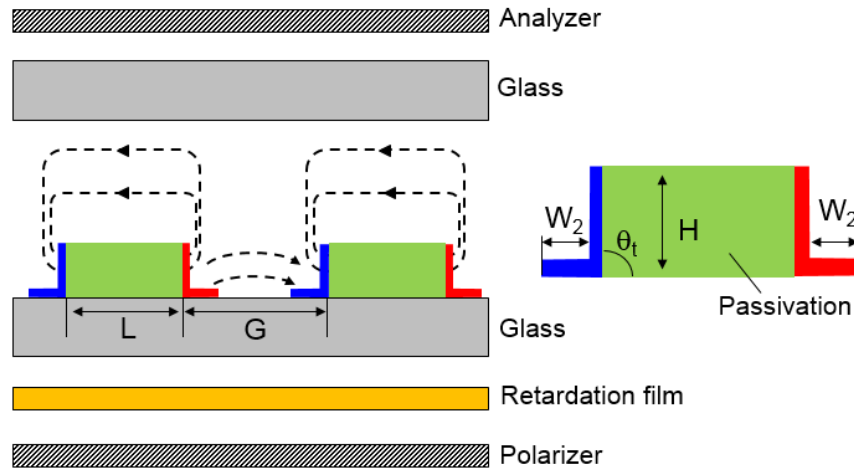 Analyzer
Glass
W₂
θₜ
H
W₂
Passivation
L
G
Glass
Retardation film
Polarizer